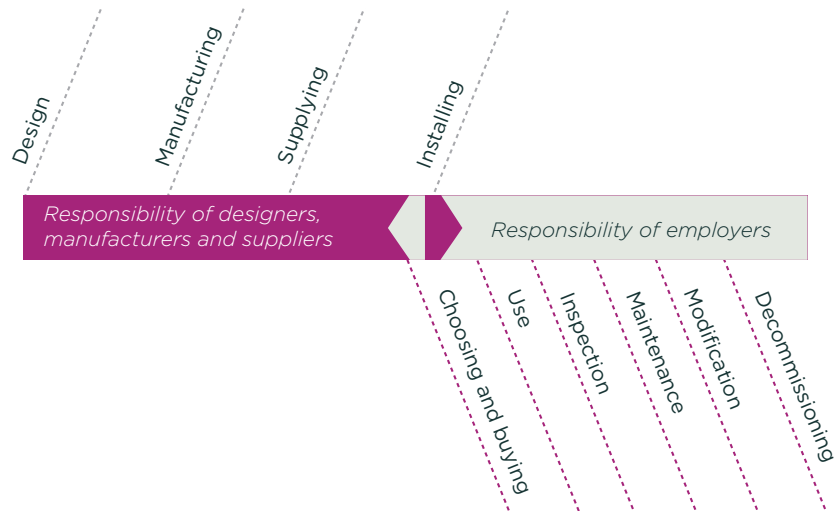 Design
Manufacturing
Supplying
Installing
Responsibility of designers,
manufacturers and suppliers
Responsibility of employers
Choosing and buying
Use
Inspection
Maintenance
Modification
Decommissioning